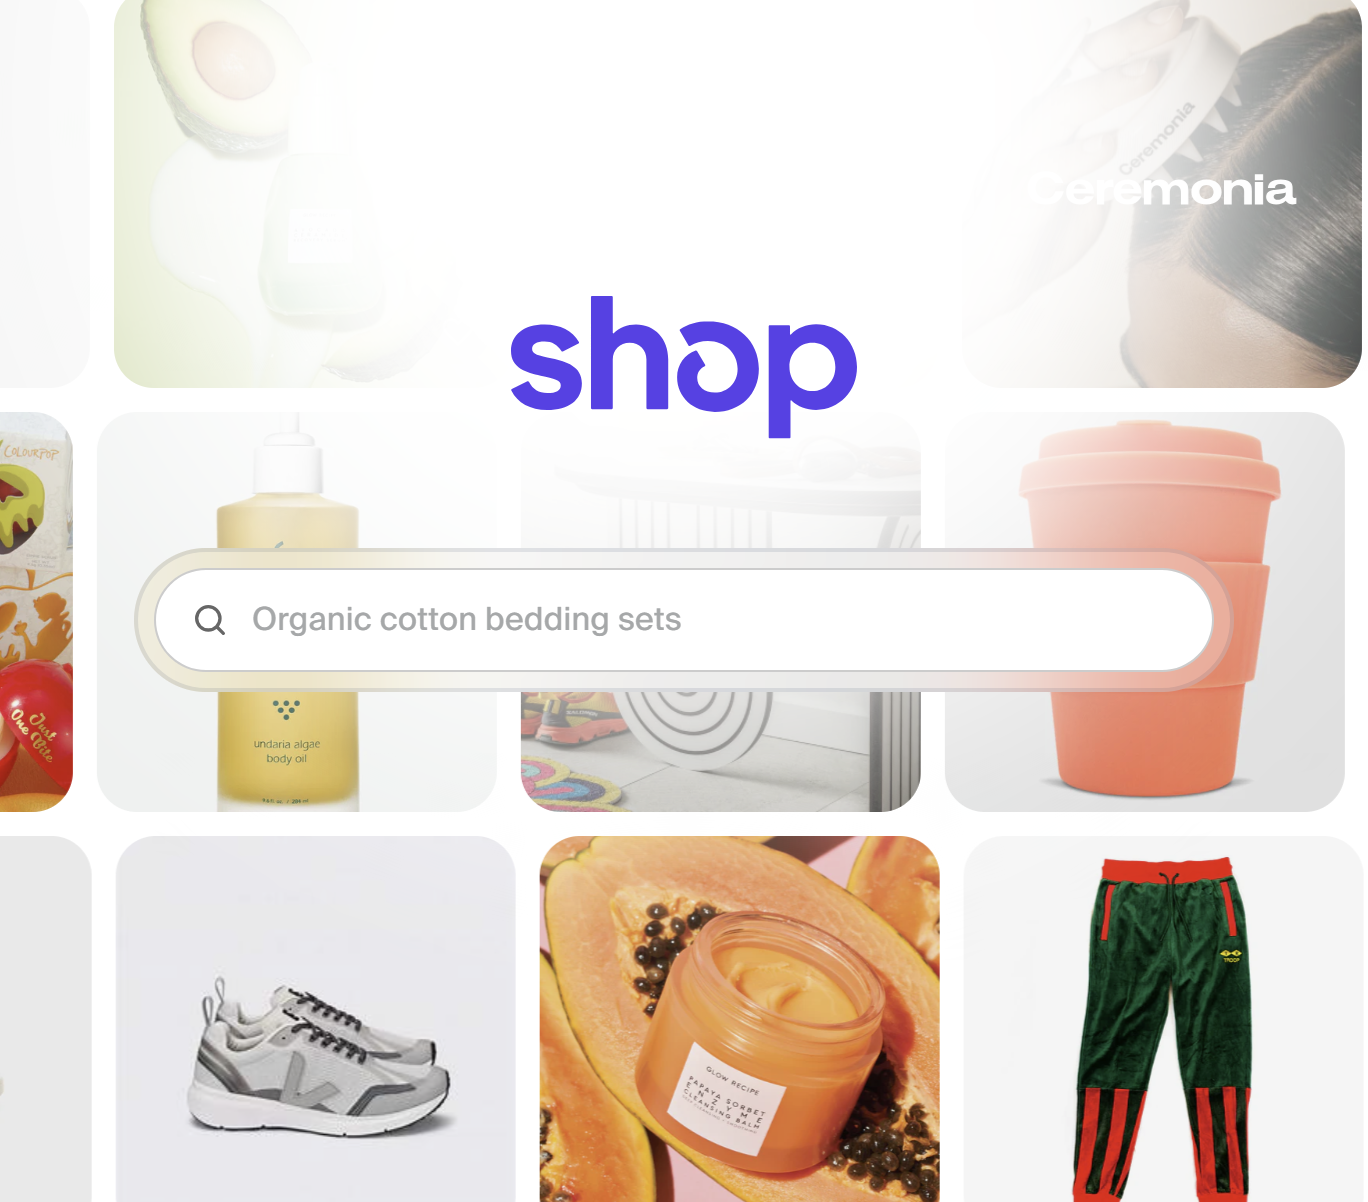 Ceremonia
Ceremonia
shop
COLOURPOP
Organic cotton bedding sets
Just
One Bite
undaria algae
body oil
GLOW RECIPE
PAPAYA SORBET
ENZYME
CLEANSING BALM
TROOP